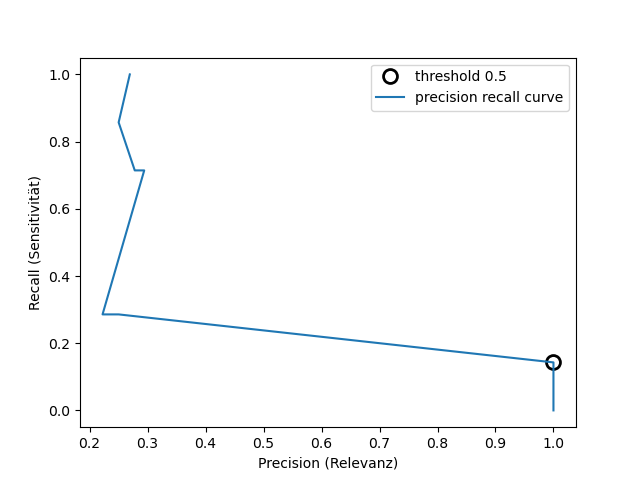 threshold 0.5
precision recall curve
1.0
0.8
0.6
0.4
0.2
0.0
Recall (Sensitivität)
0.2 0.3 0.4 0.5 0.6 0.7 0.8 0.9 1.0
Precision (Relevanz)